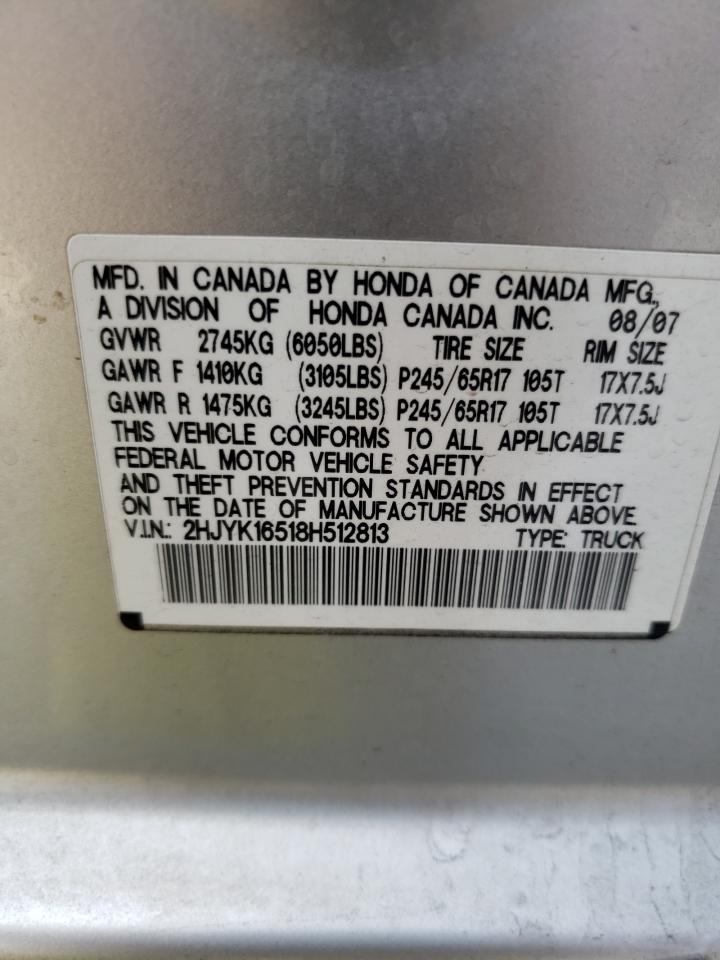 MFD. IN CANADA BY HONDA OF CANADA MFG.,
A DIVISION OF HONDA CANADA INC. 08/07
GVWR 2745KG (6050LBS) TIRE SIZE RIM SIZE
GAWR F 1410KG (3105LBS) P245/65R17 105T 17X7.5J
GAWR R 1475KG (3245LBS) P245/65R17 105T 17X7.5J
THIS VEHICLE CONFORMS TO ALL APPLICABLE
FEDERAL MOTOR VEHICLE SAFETY
AND THEFT PREVENTION STANDARDS IN EFFECT
ON THE DATE OF MANUFACTURE SHOWN ABOVE.
V.I.N.: 2HJYK16518H512813 TYPE: TRUCK